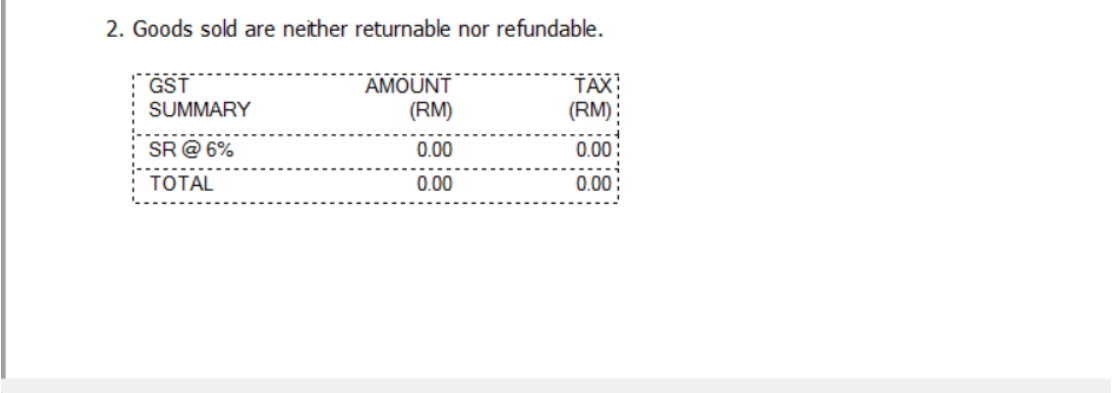 2. Goods sold are neither returnable nor refundable.
GST SUMMARY AMOUNT (RM) TAX (RM)
SR @ 6% 0.00 0.00
TOTAL 0.00 0.00